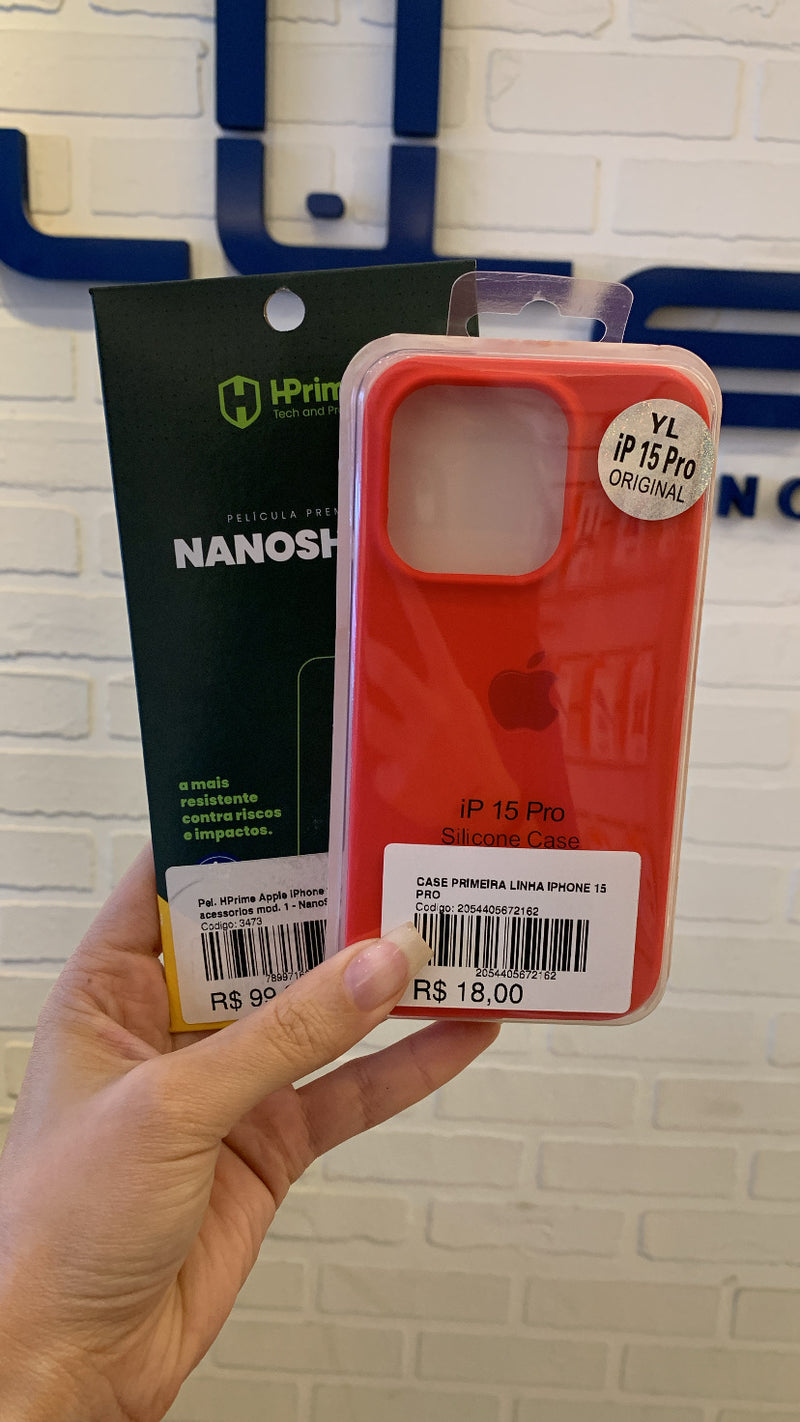 HPrim
Tech and Pr
PELÍCULA PREM
NANOSH
a mais
resistente
contra riscos
e impactos.
Pel. HPrime Apple iPhone
acessorios mod. 1 - NanoS
Codigo: 3473
R$ 99
YL
iP 15 Pro
ORIGINAL
iP 15 Pro
Silicone Case
CASE PRIMEIRA LINHA IPHONE 15
PRO
Codigo: 2054405672162
2054405672162
R$ 18,00